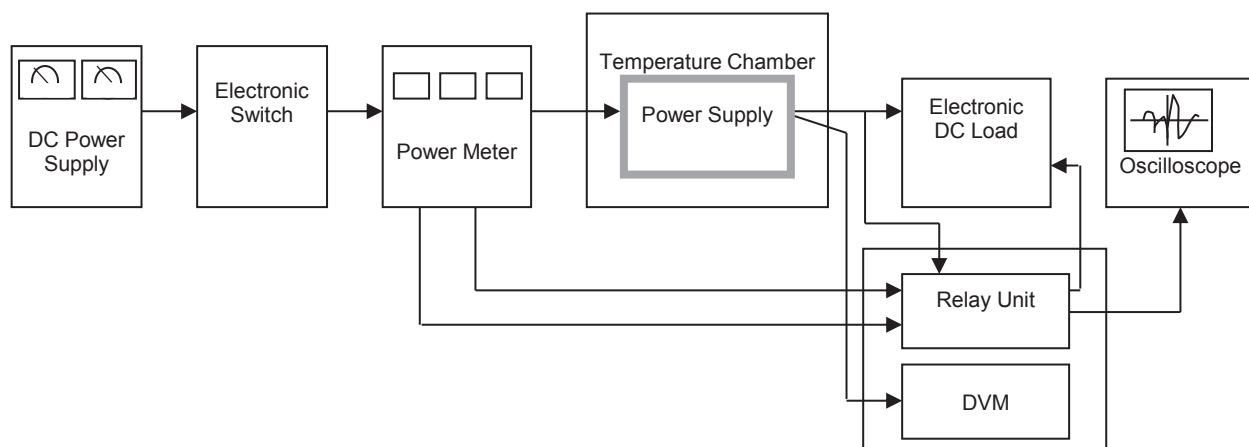 DC Power
Supply
Electronic
Switch
Power Meter
Temperature Chamber
Power Supply
Electronic
DC Load
Oscilloscope
Relay Unit
DVM